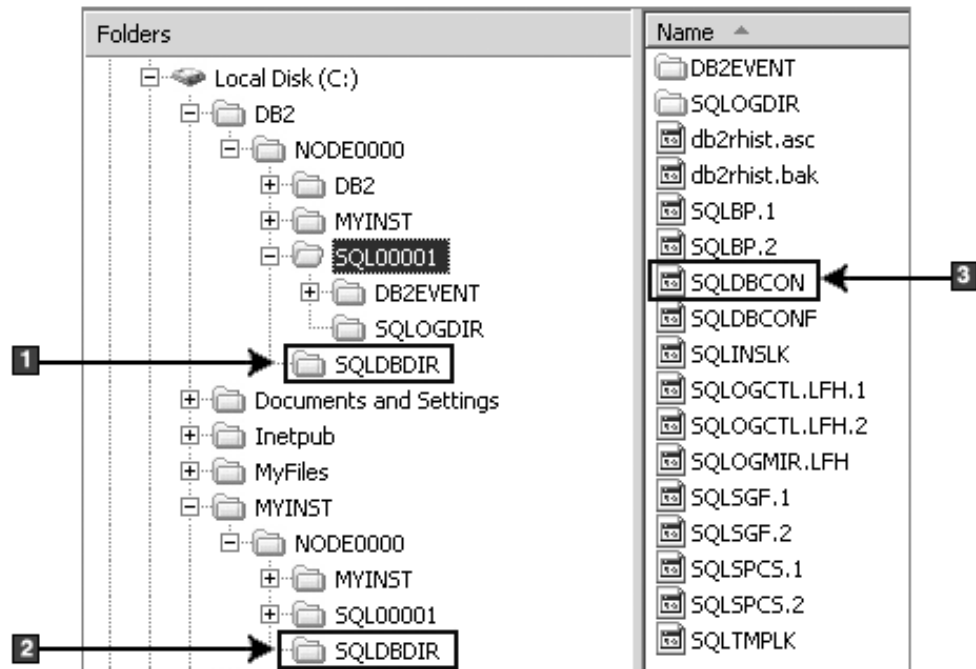 Folders
Local Disk (C:)
DB2
NODE0000
DB2
MYINST
SQL00001
DB2EVENT
SQLOGDIR
1
SQLDBDIR
Documents and Settings
Inetpub
MyFiles
MYINST
NODE0000
MYINST
SQL00001
2
SQLDBDIR
Name
DB2EVENT
SQLOGDIR
db2rhist.asc
db2rhist.bak
SQLBP.1
SQLBP.2
SQLDBCON
3
SQLDBCONF
SQLINSLK
SQLOGCTL.LFH.1
SQLOGCTL.LFH.2
SQLOGMIR.LFH
SQLSGF.1
SQLSGF.2
SQLSPCS.1
SQLSPCS.2
SQLTMPLK